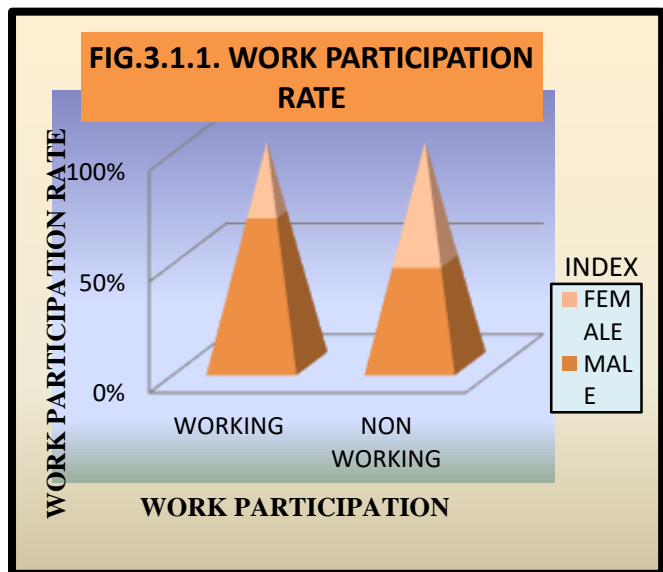 FIG.3.1.1. WORK PARTICIPATION
RATE
WORK PARTICIPATION RATE
100%
50%
0%
WORKING
NON
WORKING
WORK PARTICIPATION
INDEX
FEM
ALE
MAL
E